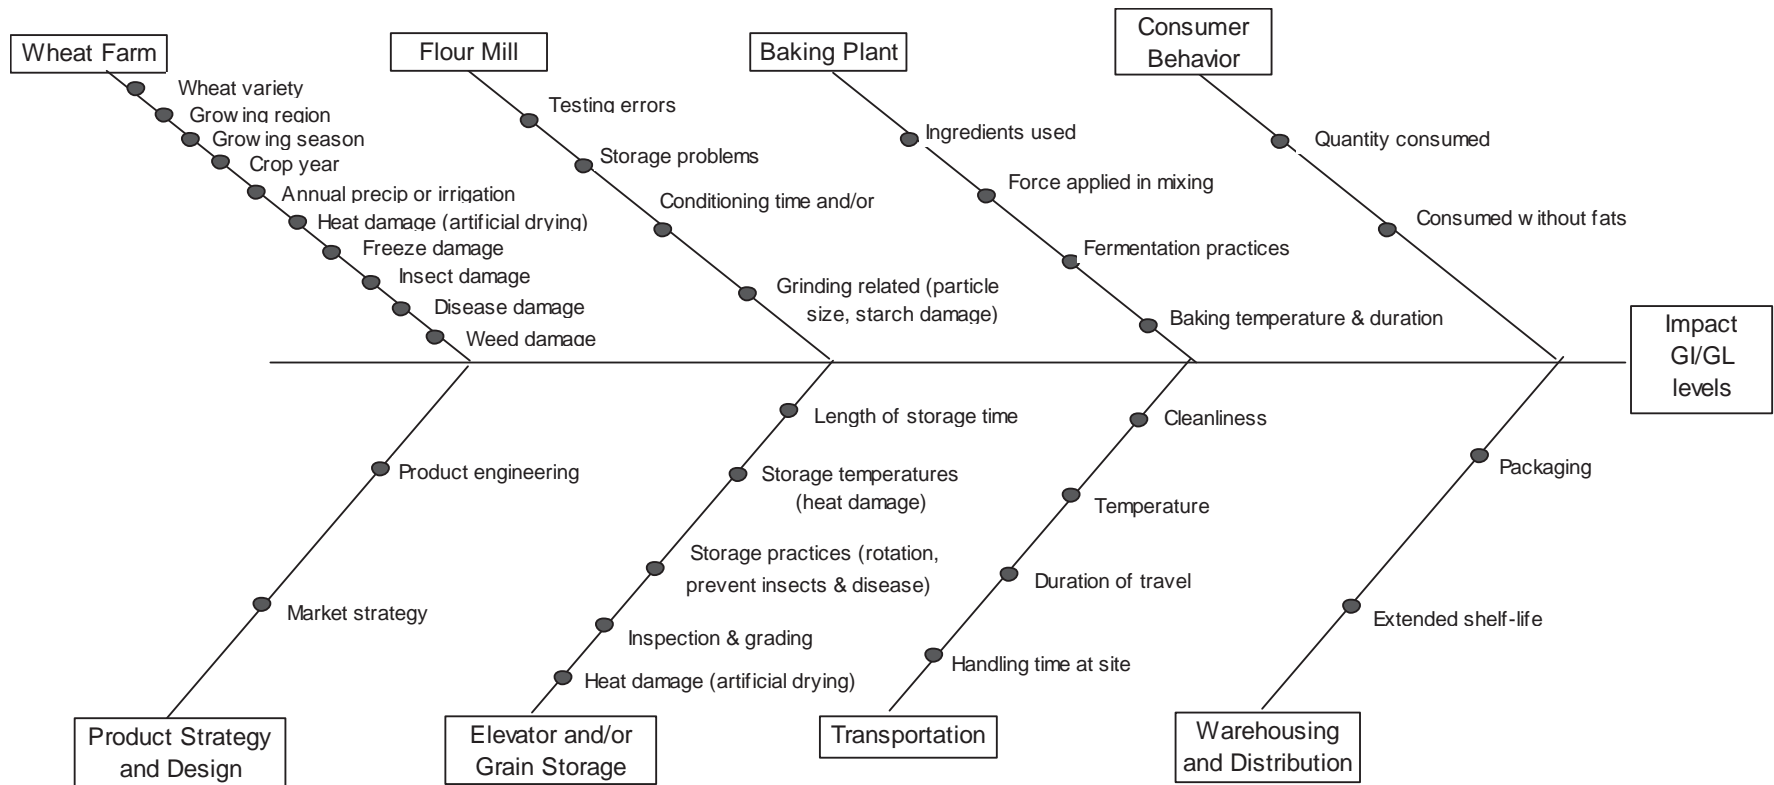 Wheat Farm
Wheat variety
Growing region
Growing season
Crop year
Annual precip or irrigation
Heat damage (artificial drying)
Freeze damage
Insect damage
Disease damage
Weed damage
Flour Mill
Testing errors
Storage problems
Conditioning time and/or
Grinding related (particle
size, starch damage)
Baking Plant
Ingredients used
Force applied in mixing
Fermentation practices
Baking temperature & duration
Consumer
Behavior
Quantity consumed
Consumed without fats
Impact
GI/GL
levels
Product engineering
Market strategy
Product Strategy
and Design
Length of storage time
Storage temperatures
(heat damage)
Storage practices (rotation,
prevent insects & disease)
Inspection & grading
Heat damage (artificial drying)
Elevator and/or
Grain Storage
Cleanliness
Temperature
Duration of travel
Handling time at site
Transportation
Packaging
Extended shelf-life
Warehousing
and Distribution